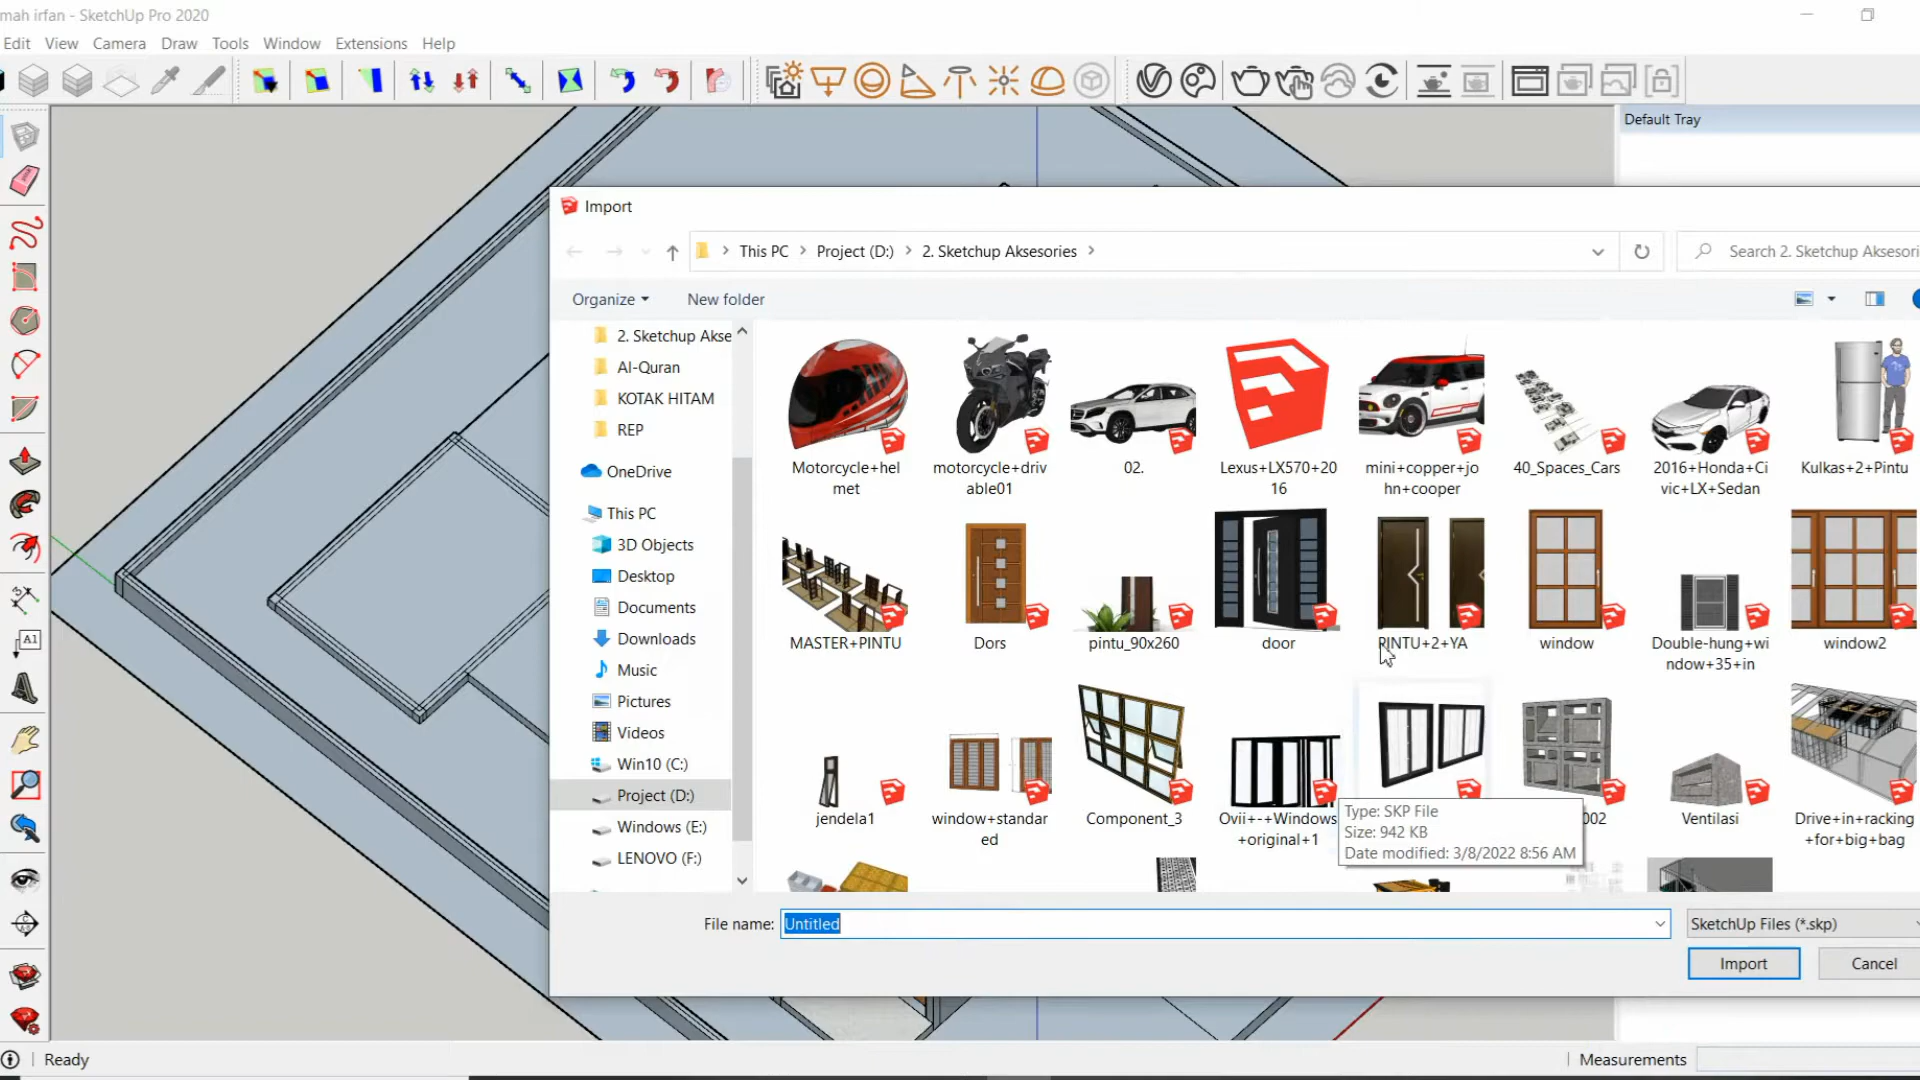 mah irfan - SketchUp Pro 2020
Edit View Camera Draw Tools Window Extensions Help
Default Tray
Import
This PC Project (D:) 2. Sketchup Aksesories
Search 2. Sketchup Aksesori
Organize New folder
2. Sketchup Akse
Al-Quran
KOTAK HITAM
REP
OneDrive
This PC
3D Objects
Desktop
Documents
Downloads
Music
Pictures
Videos
Win10 (C:)
Project (D:)
Windows (E:)
LENOVO (F:)
Motorcycle+hel
met
motorcycle+driv
able01
02.
Lexus+LX570+20
16
mini+copper+jo
hn+cooper
40_Spaces_Cars
2016+Honda+Ci
vic+LX+Sedan
Kulkas+2+Pintu
MASTER+PINTU
Dors
pintu_90x260
door
PINTU+2+YA
window
Double-hung+wi
ndow+35+in
window2
jendela1
window+standar
ed
Component_3
Ovii+-+Windows
+original+1
002
Ventilasi
Drive+in+racking
+for+big+bag
Type: SKP File
Size: 942 KB
Date modified: 3/8/2022 8:56 AM
File name: Untitled
SketchUp Files (*.skp)
Import Cancel
A1
Ready
Measurements